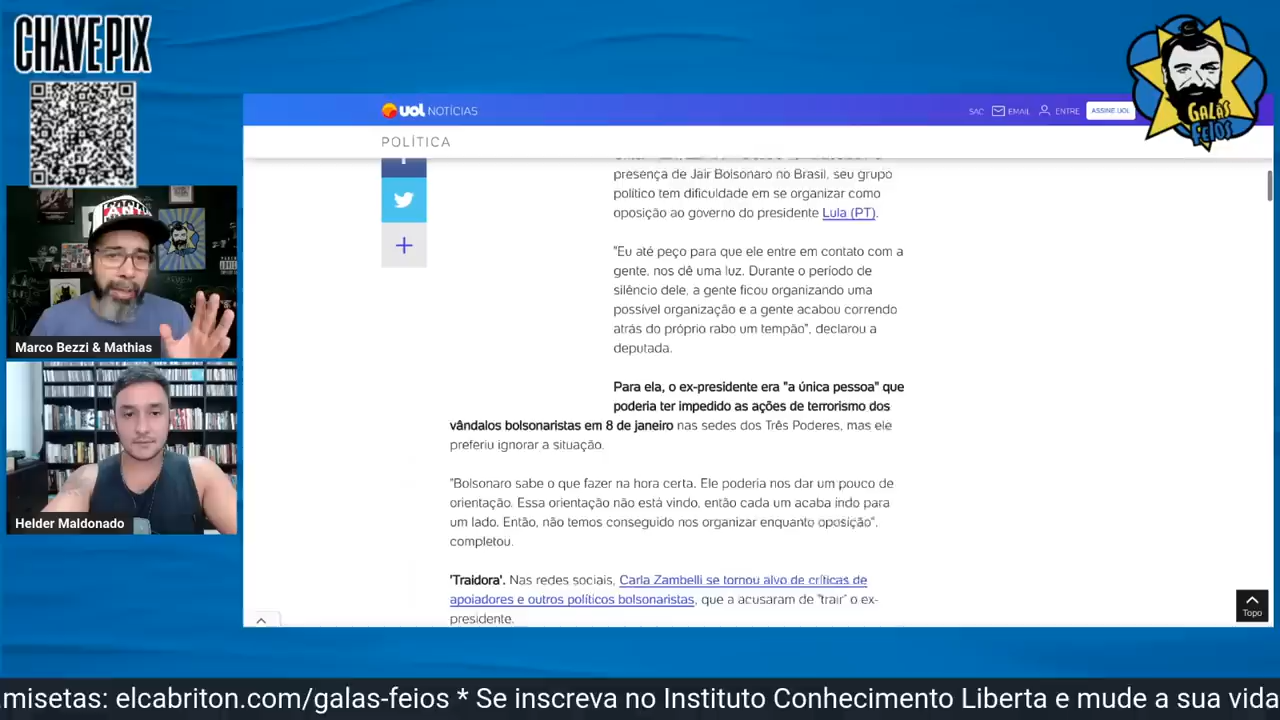 CHAVE PIX
GALÃS
FEIOS
uol NOTÍCIAS
SAC
EMAIL
ENTRE
ASSINE UOL
POLÍTICA
presença de Jair Bolsonaro no Brasil, seu grupo
político tem dificuldade em se organizar como
oposição ao governo do presidente Lula (PT).
"Eu até peço para que ele entre em contato com a
gente, nos dê uma luz. Durante o período de
silêncio dele, a gente ficou organizando uma
possível organização e a gente acabou correndo
atrás do próprio rabo um tempão", declarou a
deputada.
Para ela, o ex-presidente era "a única pessoa" que
poderia ter impedido as ações de terrorismo dos
vândalos bolsonaristas em 8 de janeiro nas sedes dos Três Poderes, mas ele
preferiu ignorar a situação.
"Bolsonaro sabe o que fazer na hora certa. Ele poderia nos dar um pouco de
orientação. Essa orientação não está vindo, então cada um acaba indo para
um lado. Então, não temos conseguido nos organizar enquanto oposição",
completou.
'Traidora'. Nas redes sociais, Carla Zambelli se tornou alvo de críticas de
apoiadores e outros políticos bolsonaristas, que a acusaram de "trair" o ex-
presidente.
Topo
Marco Bezzi & Mathias
Helder Maldonado
misetas: elcabriton.com/galas-feios * Se inscreva no Instituto Conhecimento Liberta e mude a sua vida